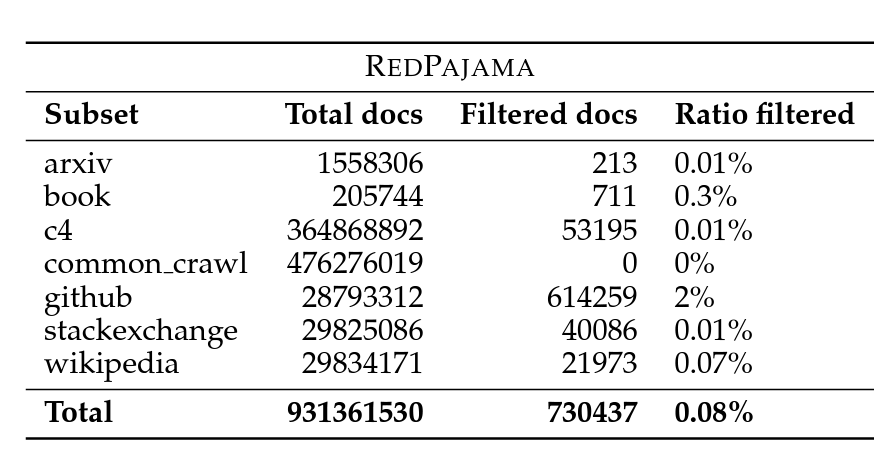 REDPAJAMA
Subset Total docs Filtered docs Ratio filtered
arxiv 1558306 213 0.01%
book 205744 711 0.3%
c4 364868892 53195 0.01%
common_crawl 476276019 0 0%
github 28793312 614259 2%
stackexchange 29825086 40086 0.01%
wikipedia 29834171 21973 0.07%
Total 931361530 730437 0.08%